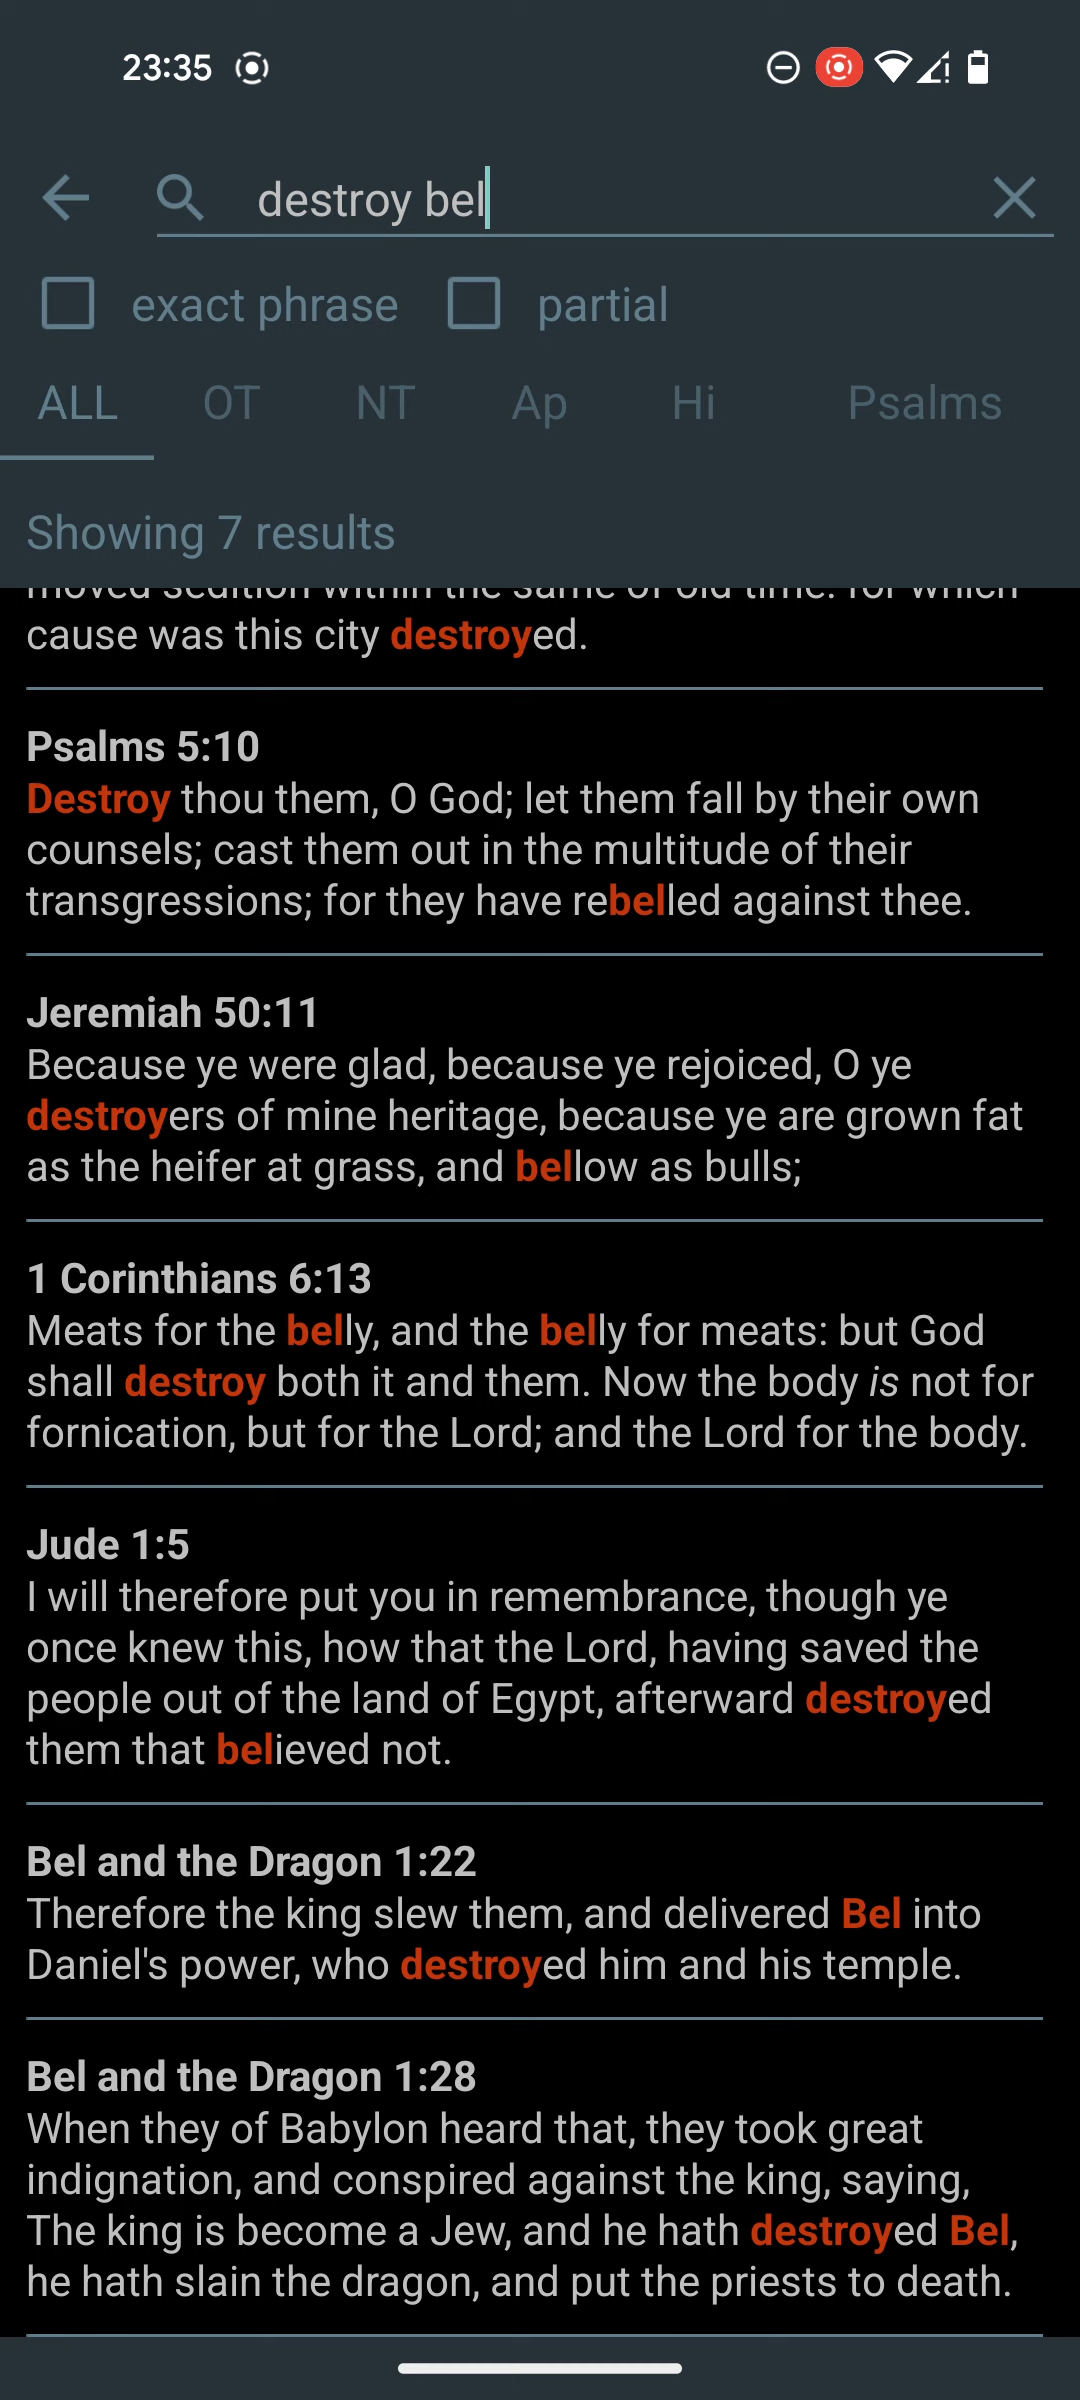 23:35
destroy bel
exact phrase partial
ALL OT NT Ap Hi Psalms
Showing 7 results
moved sedition within the same of old time: for which
cause was this city destroyed.
Psalms 5:10
Destroy thou them, O God; let them fall by their own
counsels; cast them out in the multitude of their
transgressions; for they have rebelled against thee.
Jeremiah 50:11
Because ye were glad, because ye rejoiced, O ye
destroyers of mine heritage, because ye are grown fat
as the heifer at grass, and bellow as bulls;
1 Corinthians 6:13
Meats for the belly, and the belly for meats: but God
shall destroy both it and them. Now the body is not for
fornication, but for the Lord; and the Lord for the body.
Jude 1:5
I will therefore put you in remembrance, though ye
once knew this, how that the Lord, having saved the
people out of the land of Egypt, afterward destroyed
them that believed not.
Bel and the Dragon 1:22
Therefore the king slew them, and delivered Bel into
Daniel's power, who destroyed him and his temple.
Bel and the Dragon 1:28
When they of Babylon heard that, they took great
indignation, and conspired against the king, saying,
The king is become a Jew, and he hath destroyed Bel,
he hath slain the dragon, and put the priests to death.